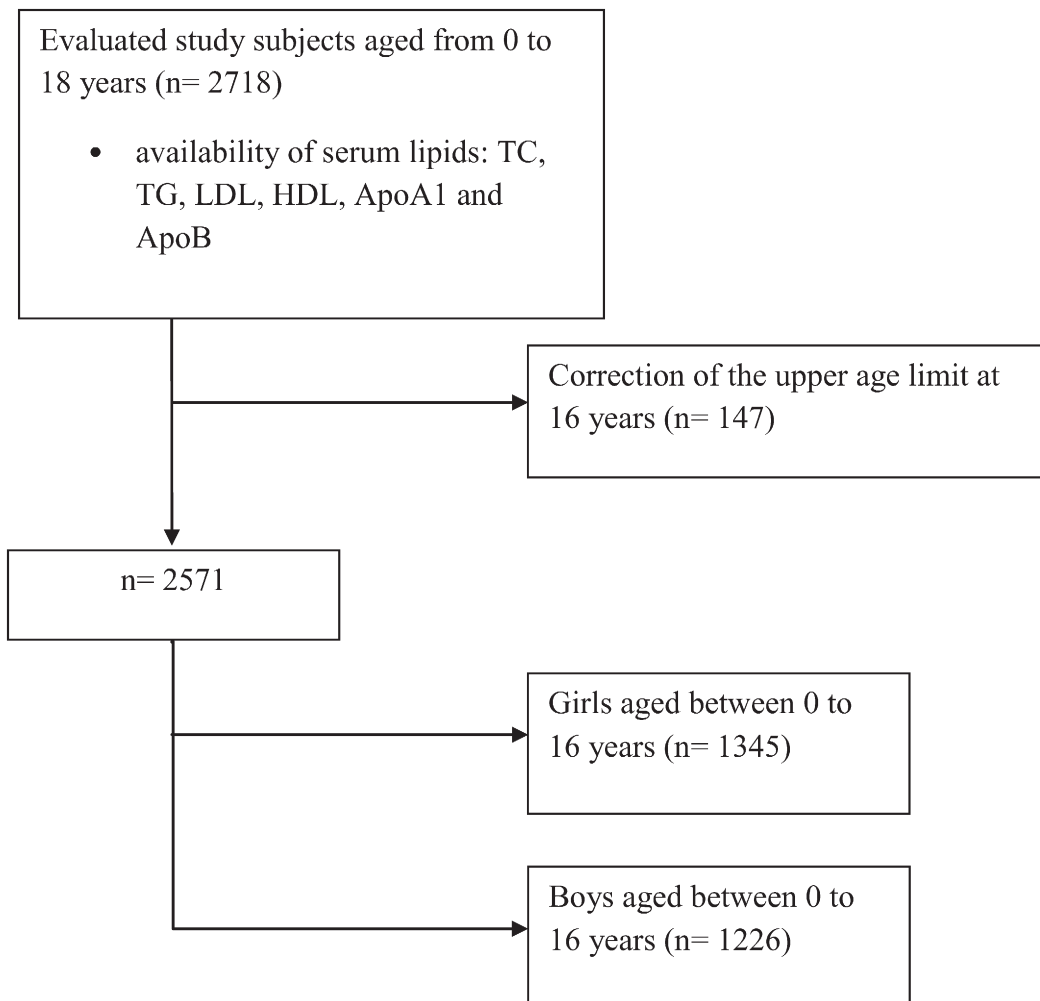 Evaluated study subjects aged from 0 to
18 years (n= 2718)
• availability of serum lipids: TC,
TG, LDL, HDL, ApoA1 and
ApoB
Correction of the upper age limit at
16 years (n= 147)
n= 2571
Girls aged between 0 to
16 years (n= 1345)
Boys aged between 0 to
16 years (n= 1226)